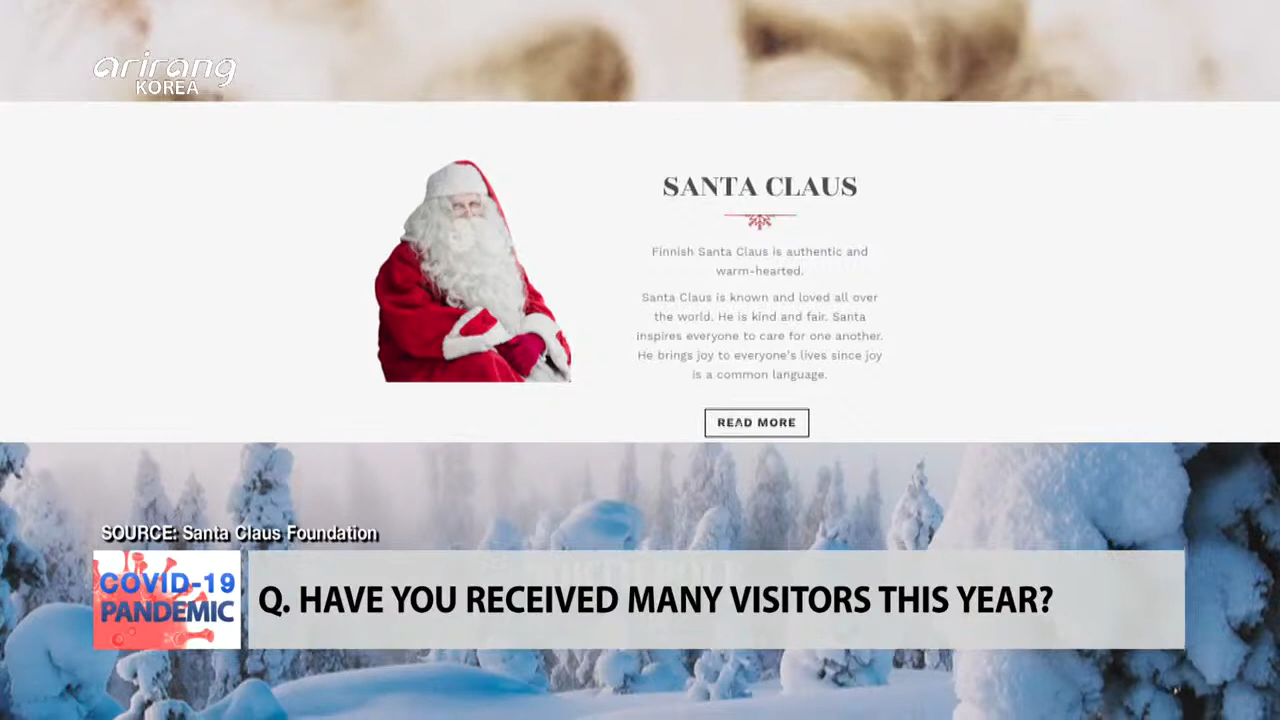 arirang
KOREA
SANTA CLAUS
Finnish Santa Claus is authentic and
warm-hearted.
Santa Claus is known and loved all over
the world. He is kind and fair. Santa
inspires everyone to care for one another.
He brings joy to everyone's lives since joy
is a common language.
READ MORE
SOURCE: Santa Claus Foundation
COVID-19
PANDEMIC
Q. HAVE YOU RECEIVED MANY VISITORS THIS YEAR?